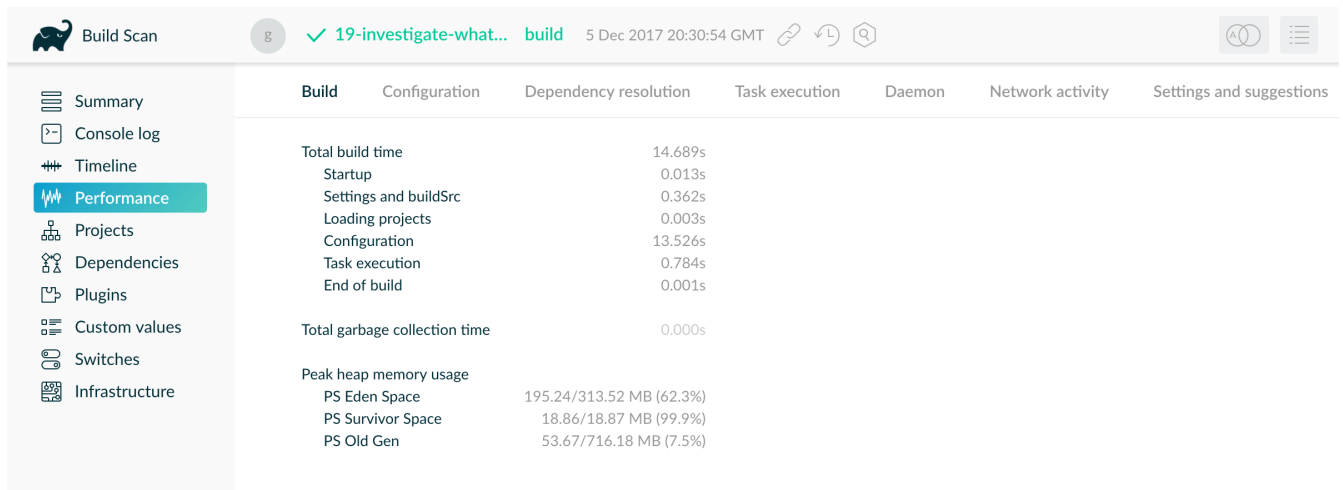 Build Scan
g 19-investigate-what... build 5 Dec 2017 20:30:54 GMT
A
Summary
Console log
Timeline
Performance
Projects
Dependencies
Plugins
Custom values
Switches
Infrastructure
Build Configuration Dependency resolution Task execution Daemon Network activity Settings and suggestions
Total build time 14.689s
Startup 0.013s
Settings and buildSrc 0.362s
Loading projects 0.003s
Configuration 13.526s
Task execution 0.784s
End of build 0.001s
Total garbage collection time 0.000s
Peak heap memory usage
PS Eden Space 195.24/313.52 MB (62.3%)
PS Survivor Space 18.86/18.87 MB (99.9%)
PS Old Gen 53.67/716.18 MB (7.5%)